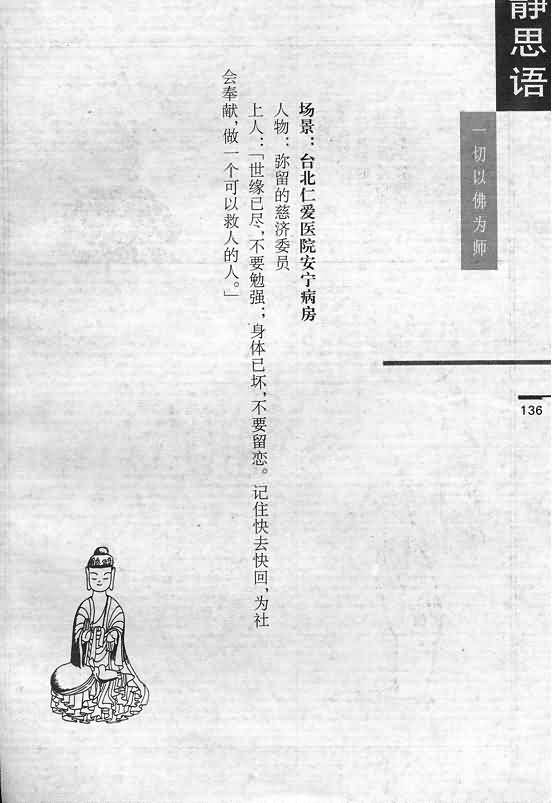 静思语
一切以佛为师
136
场景：台北仁爱医院安宁病房
人物：弥留的慈济委员
上人：「世缘已尽，不要勉强；身体已坏，不要留恋。记住快去快回，为社
会奉献，做一个可以救人的人。」